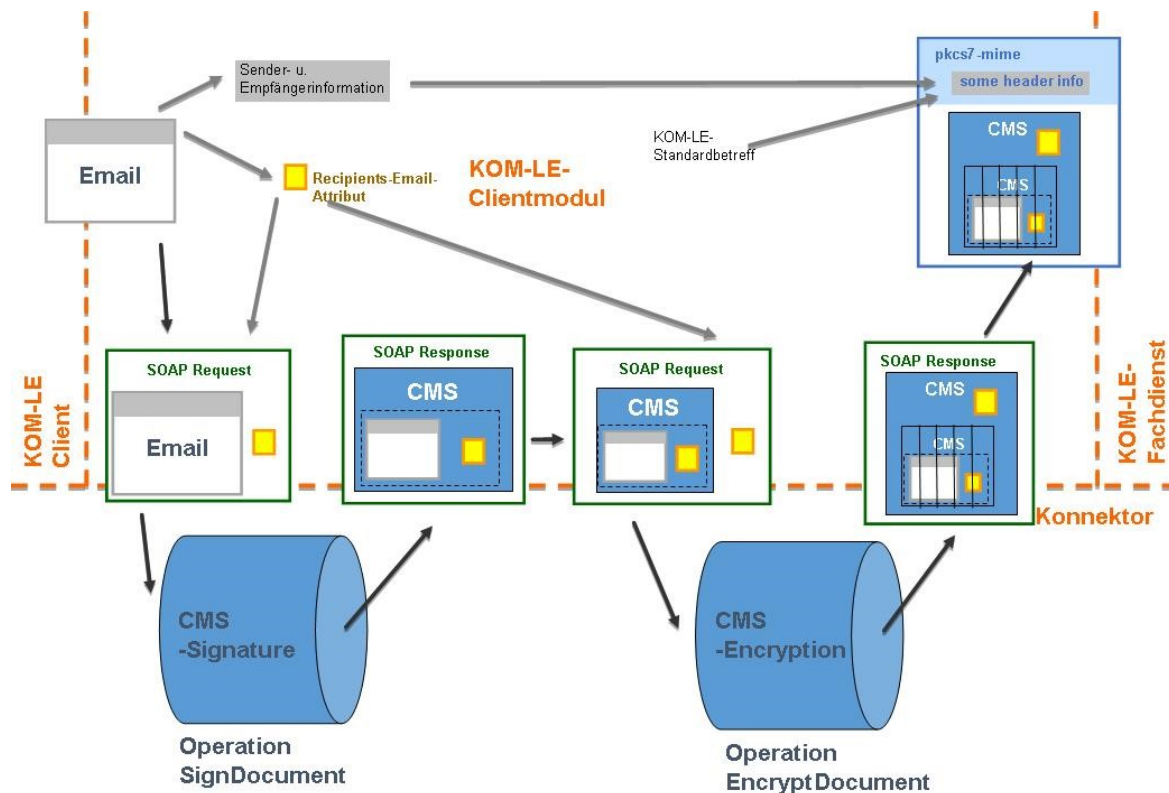 Sender- u.
Empfängerinformation
pkcs7-mime
some header info
Email
Recipients-Email-
Attribut
KOM-LE-
Clientmodul
KOM-LE-
Standardbetreff
CMS
CMS
KOM-LE
Client
SOAP Request
Email
SOAP Response
CMS
SOAP Request
CMS
SOAP Response
CMS
CMS
KOM-LE-
Fachdienst
Konnektor
CMS
-Signature
CMS
-Encryption
Operation
SignDocument
Operation
EncryptDocument